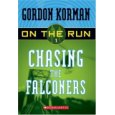 GORDON KORMAN
ON THE RUN
1
CHASING
THE
FALCONERS
SCHOLASTIC